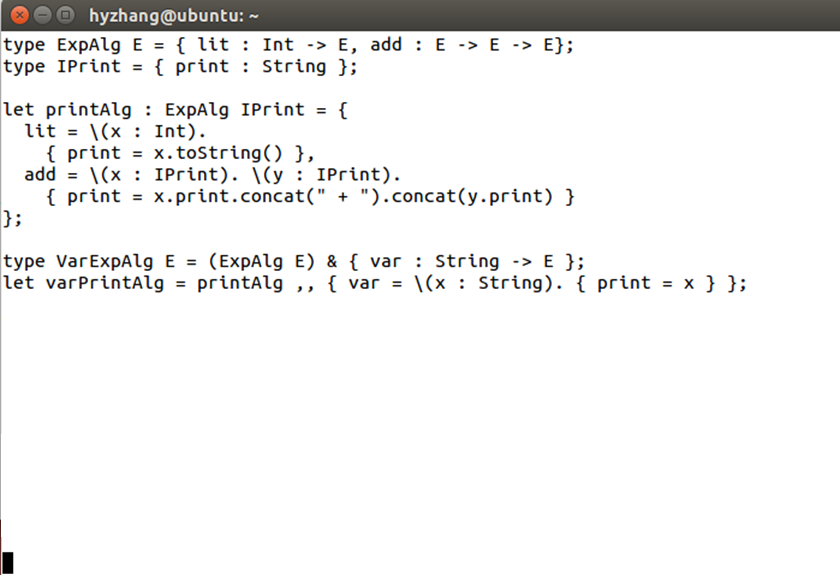 hyzhang@ubuntu: ~
type ExpAlg E = { lit : Int -> E, add : E -> E -> E};
type IPrint = { print : String };
let printAlg : ExpAlg IPrint = {
  lit = \(x : Int).
    { print = x.toString() },
  add = \(x : IPrint). \(y : IPrint).
    { print = x.print.concat(" + ").concat(y.print) }
};
type VarExpAlg E = (ExpAlg E) & { var : String -> E };
let varPrintAlg = printAlg ,, { var = \(x : String). { print = x } };